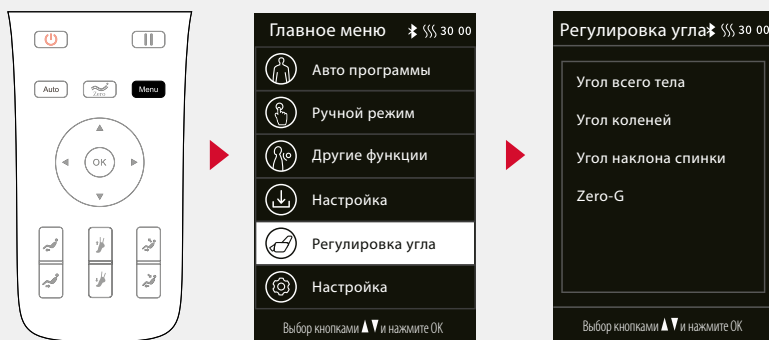 Auto
Zero
Menu
OK
Главное меню 30 00
Авто программы
Ручной режим
Другие функции
Настройка
Регулировка угла
Настройка
Выбор кнопками ▲▼ и нажмите OK
Регулировка угла 30 00
Угол всего тела
Угол коленей
Угол наклона спинки
Zero-G
Выбор кнопками ▲▼ и нажмите OK